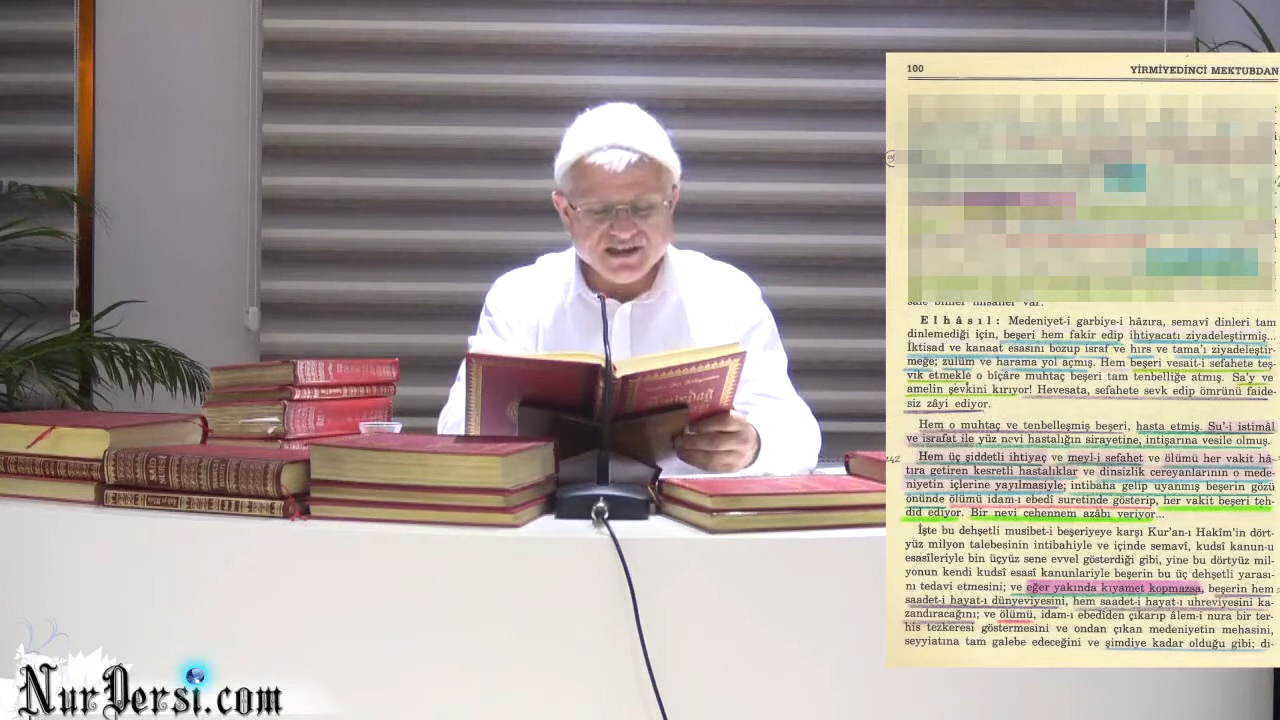 100 YİRMİYEDİNCİ MEKTUBDAN
Elhâsıl: Medeniyet-i garbiye-i hâzıra, semavî dinleri tam
dinlemediği için, beşeri hem fakir edip ihtiyacatı ziyadeleştirmiş...
İktisad ve kanaat esasını bozup israf ve hırs ve tama'ı ziyadeleştir-
meğe; zulüm ve harama yol açmış. Hem beşeri vesait-i sefahete teş-
vik etmekle o bîçâre muhtaç beşeri tam tenbelliğe atmış. Sa'y ve
amelin şevkini kırıyor! Hevesata, sefahete sevk edip ömrünü faide-
siz zâyi ediyor.
Hem o muhtaç ve tenbelleşmiş beşeri, hasta etmiş. Su'-i istimâl
ve israfat ile yüz nevi hastalığın sirayetine, intişarına vesile olmuş.
Hem üç şiddetli ihtiyaç ve meyl-i sefahet ve ölümü her vakit hâ-
tıra getiren kesretli hastalıklar ve dinsizlik cereyanlarının o mede-
niyetin içlerine yayılmasiyle; intibaha gelip uyanmış beşerin gözü
önünde ölümü idam-ı ebedî suretinde gösterip, her vakit beşeri teh-
did ediyor. Bir nevi cehennem azâbı veriyor...
İşte bu dehşetli musibet-i beşeriyeye karşı Kur'an-ı Hakîm'in dört-
yüz milyon talebesinin intibahiyle ve içinde semavî, kudsî kanun-u
esasîleriyle bin üçyüz sene evvel gösterdiği gibi, yine bu dörtyüz mil-
yonun kendi kudsî esasî kanunlariyle beşerin bu üç dehşetli yarası-
nı tedavi etmesini; ve eğer yakında kıyamet kopmazsa, beşerin hem
saadet-i hayat-ı dünyeviyesini, hem saadet-i hayat-ı uhreviyesini ka-
zandıracağını; ve ölümü, idam-ı ebedîden çıkarıp âlem-i nura bir ter-
his tezkeresi göstermesini ve ondan çıkan medeniyetin mehasini,
seyyiatına tam galebe edeceğini ve şimdiye kadar olduğu gibi; di-
SAİD
NURSİ
NurDersi.com